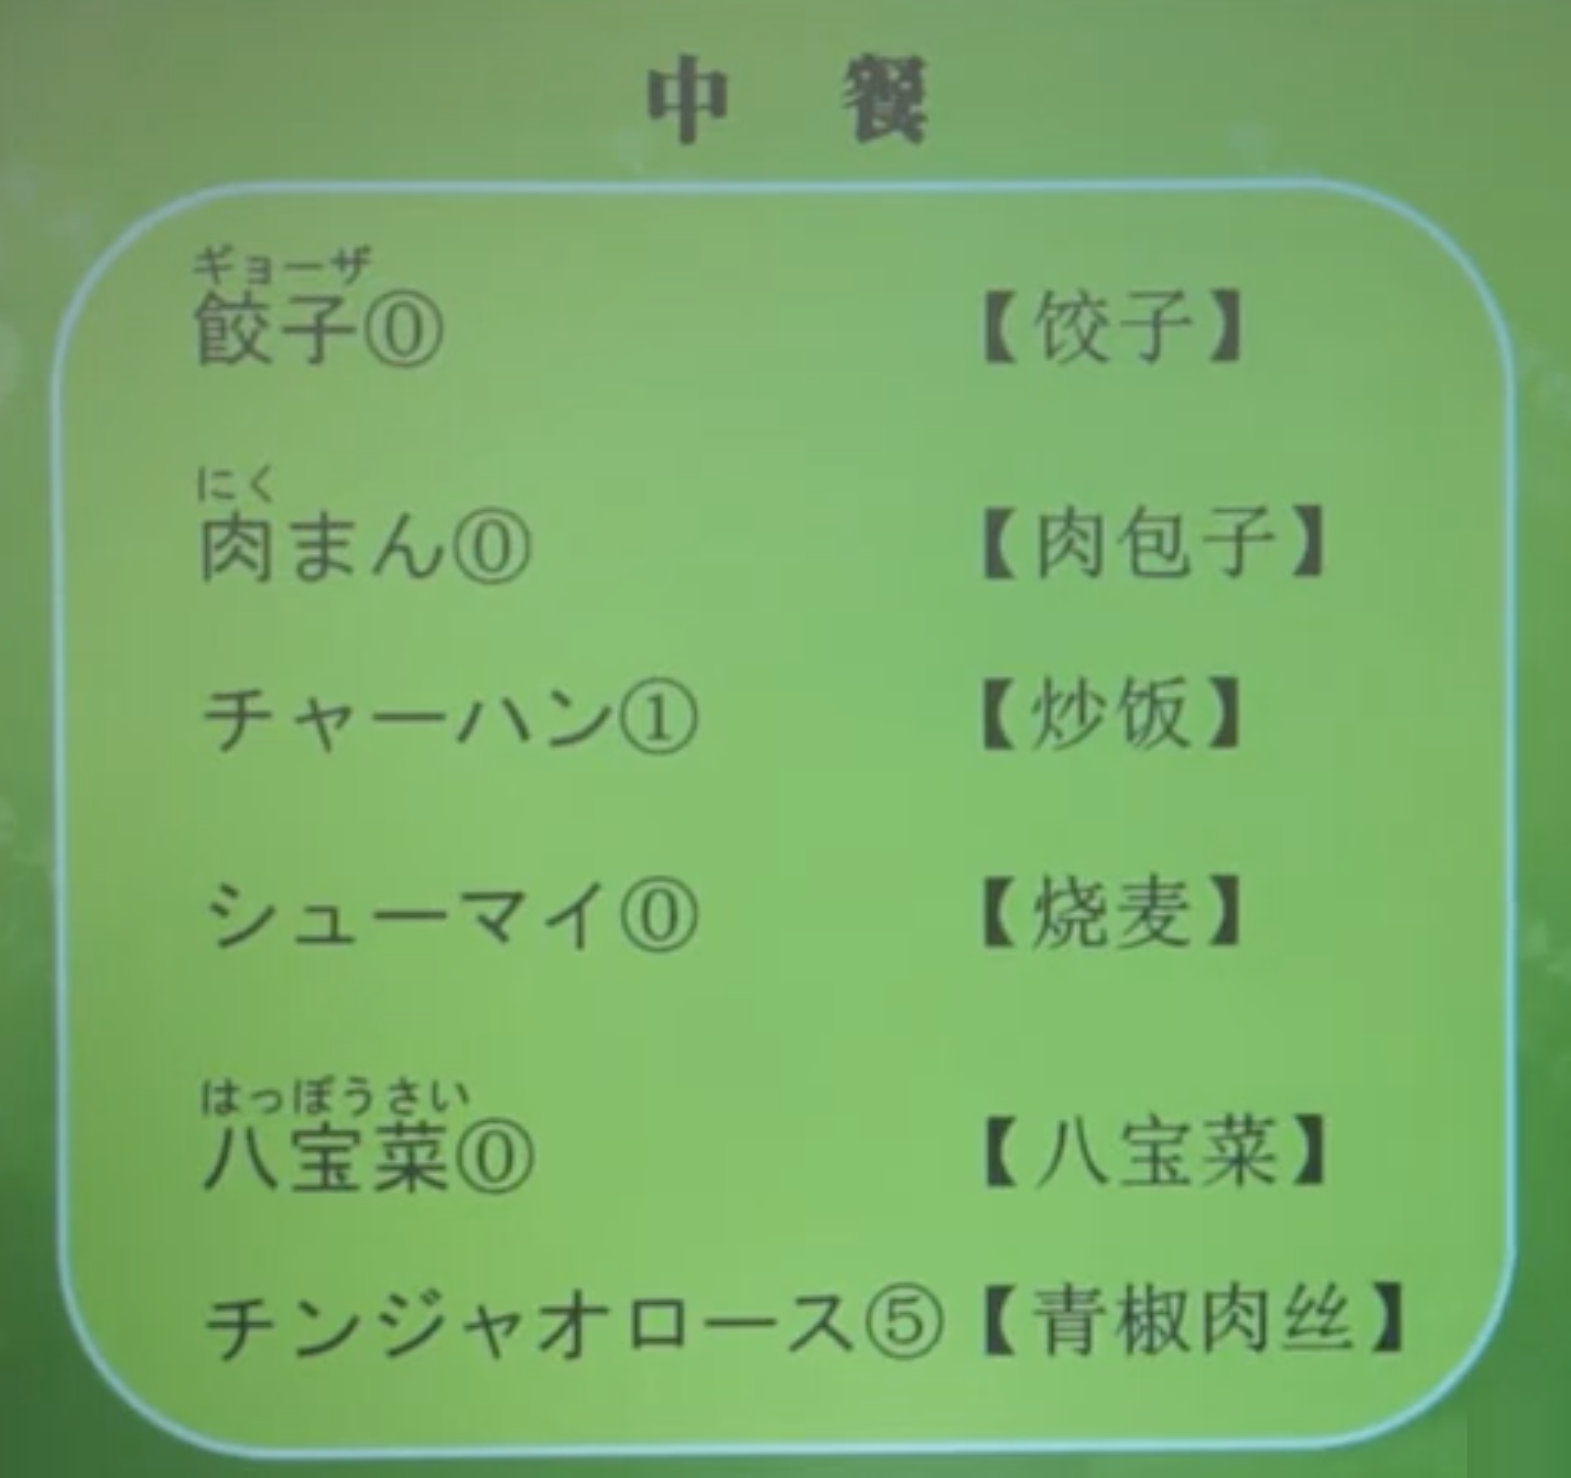 中 餐
ギョーザ
餃子⓪ 【饺子】
にく
肉まん⓪ 【肉包子】
チャーハン① 【炒饭】
シューマイ⓪ 【烧麦】
はっぽうさい
八宝菜⓪ 【八宝菜】
チンジャオロース⑤【青椒肉丝】